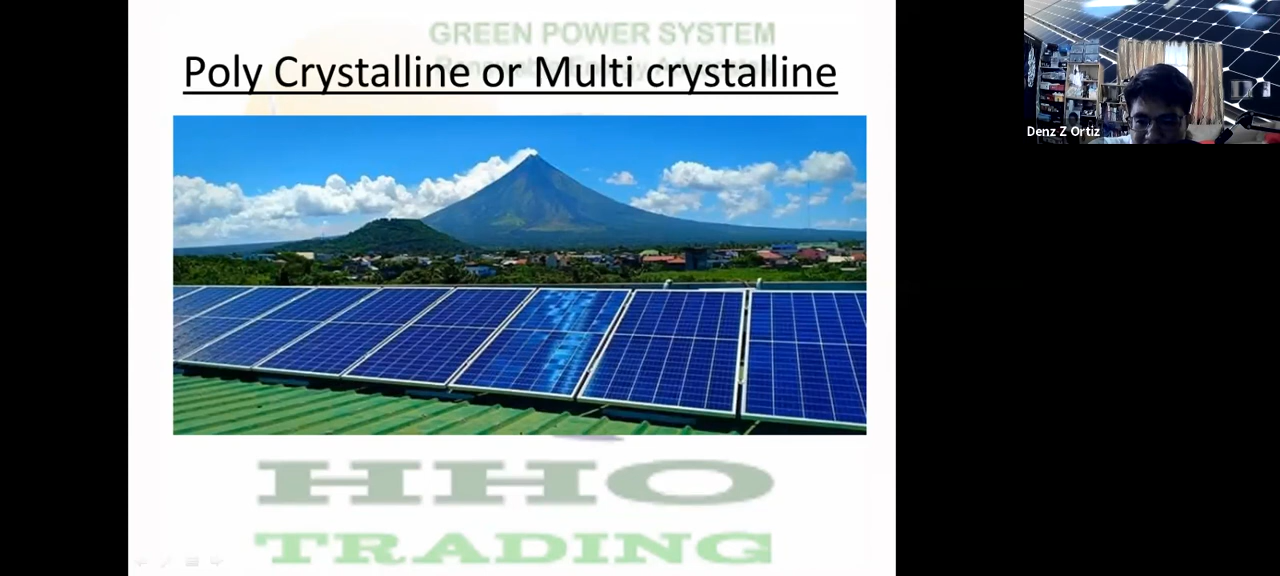 GREEN POWER SYSTEM
Poly Crystalline or Multi crystalline
HHO
TRADING
Denz Z Ortiz